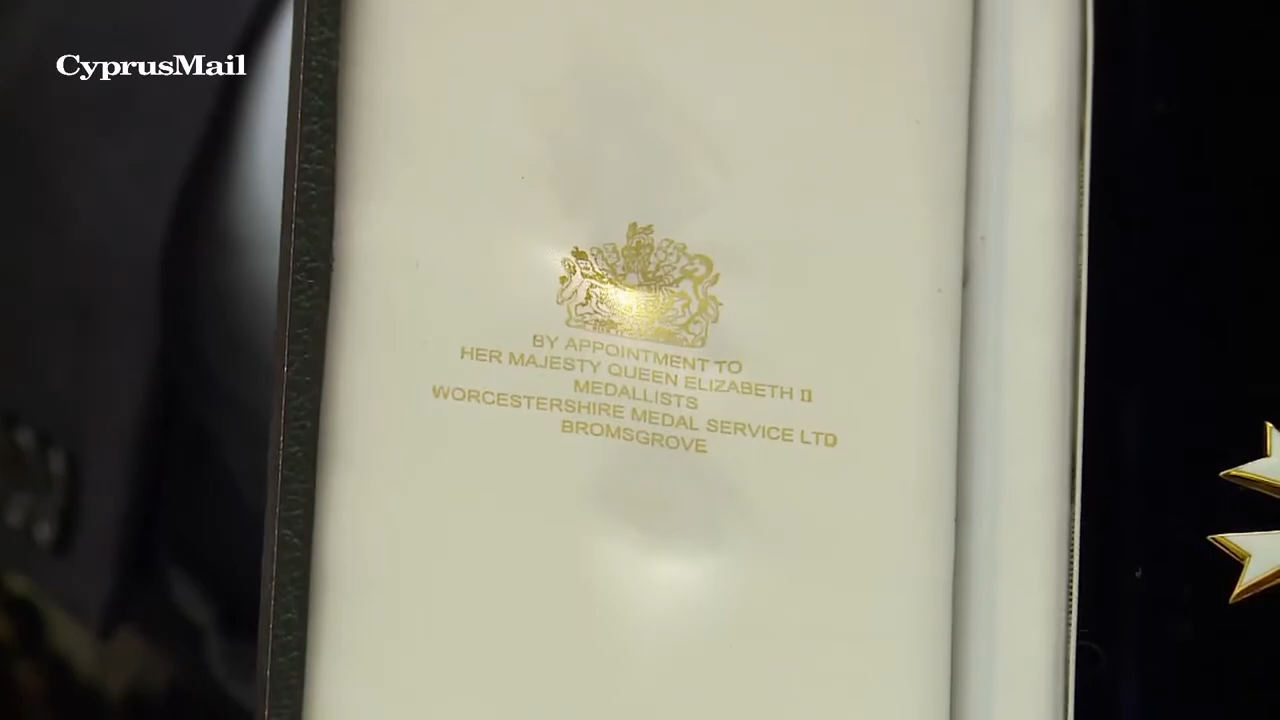 CyprusMail
BY APPOINTMENT TO
HER MAJESTY QUEEN ELIZABETH II
MEDALLISTS
WORCESTERSHIRE MEDAL SERVICE LTD
BROMSGROVE